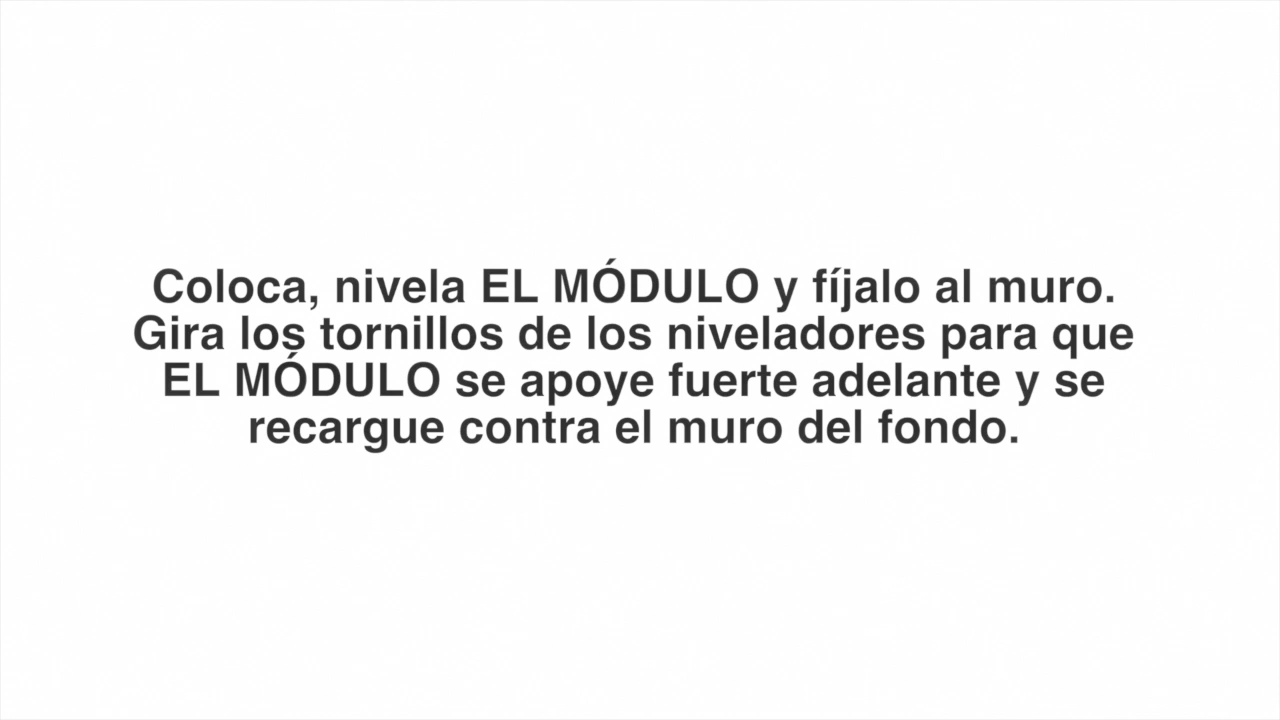 Coloca, nivela EL MÓDULO y fíjalo al muro.
Gira los tornillos de los niveladores para que
EL MÓDULO se apoye fuerte adelante y se
recargue contra el muro del fondo.